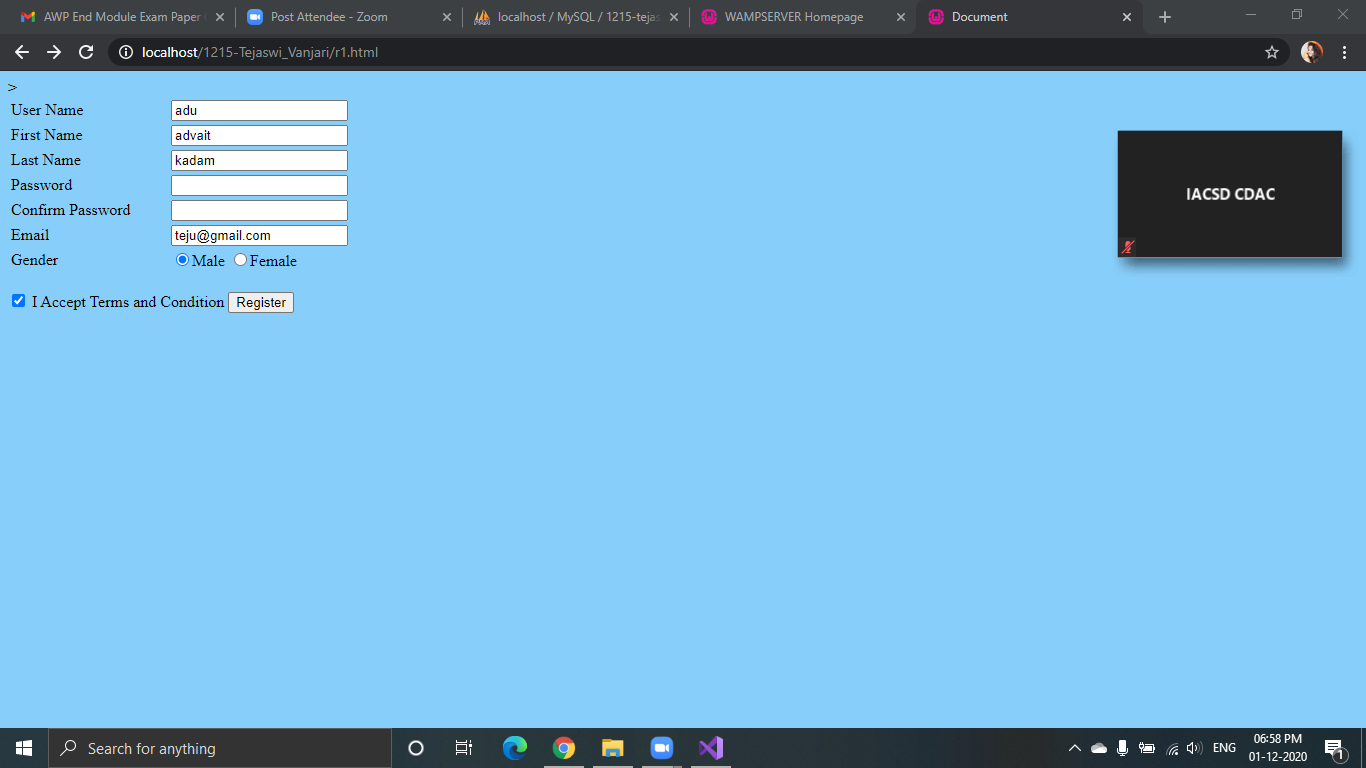 AWP End Module Exam Paper
Post Attendee - Zoom
localhost / MySQL / 1215-tejas
WAMPSERVER Homepage
Document
localhost/1215-Tejaswi_Vanjari/r1.html
>
User Name adu
First Name advait
Last Name kadam
Password
Confirm Password
Email teju@gmail.com
Gender Male Female
I Accept Terms and Condition Register
IACSD CDAC
Search for anything
ENG
06:58 PM
01-12-2020
1